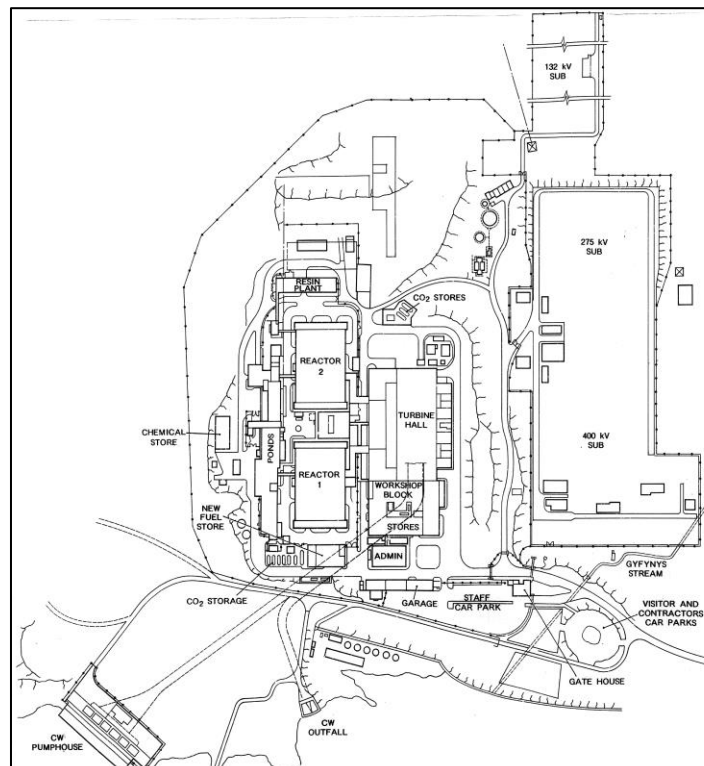 132 kV
SUB
275 kV
SUB
RESIN
PLANT
CO₂ STORES
REACTOR
2
TURBINE
HALL
CHEMICAL
STORE
PONDS
400 kV
SUB
REACTOR
1
WORKSHOP
BLOCK
NEW
FUEL
STORE
STORES
ADMIN
GYFYNYS
STREAM
CO₂ STORAGE
GARAGE
STAFF
CAR PARK
VISITOR AND
CONTRACTORS
CAR PARKS
GATE HOUSE
CW
OUTFALL
CW
PUMPHOUSE